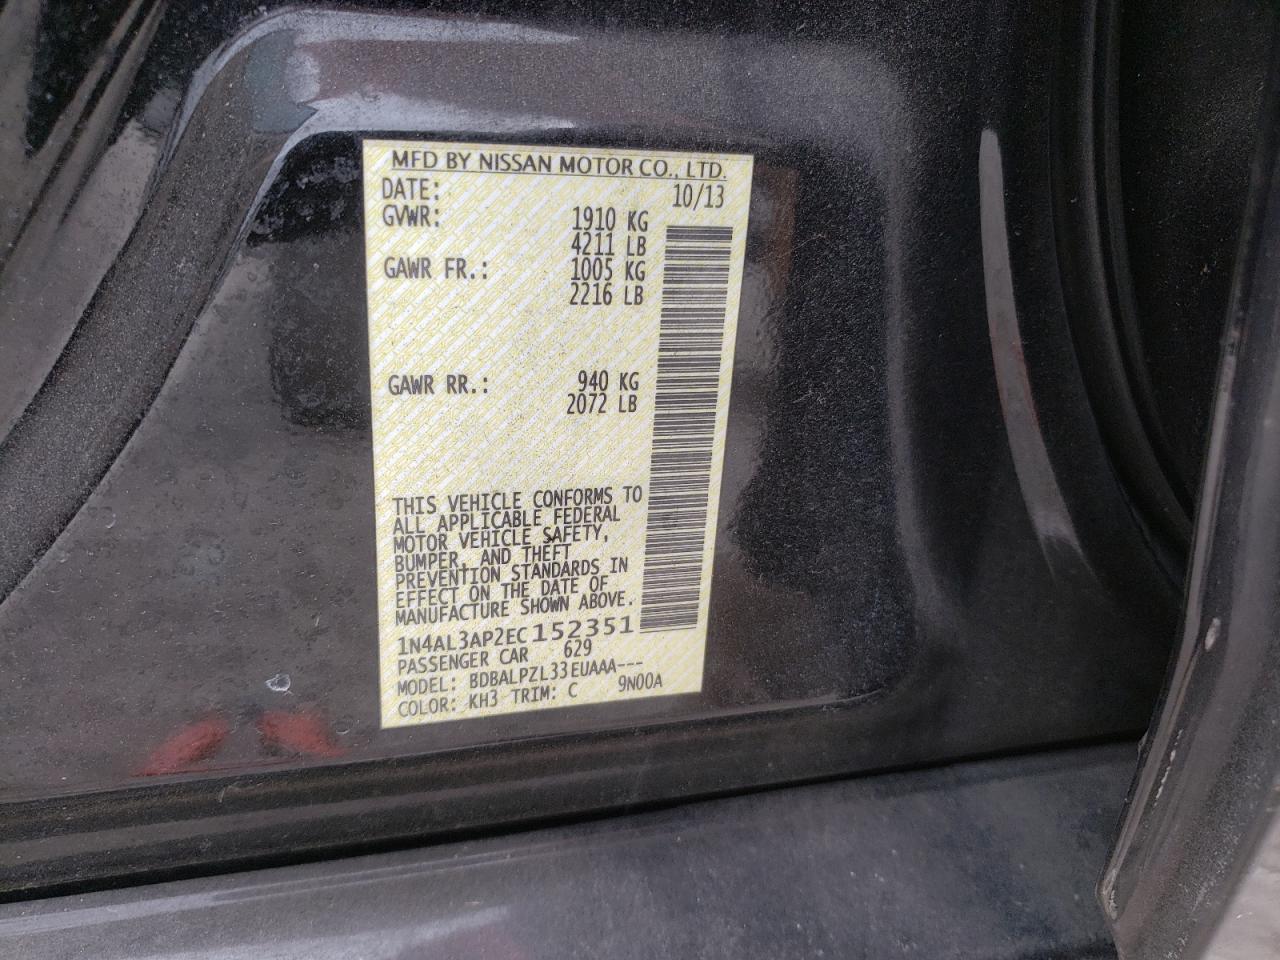 MFD BY NISSAN MOTOR CO., LTD.
DATE: 10/13
GVWR: 1910 KG
4211 LB
GAWR FR.: 1005 KG
2216 LB
GAWR RR.: 940 KG
2072 LB
THIS VEHICLE CONFORMS TO
ALL APPLICABLE FEDERAL
MOTOR VEHICLE SAFETY,
BUMPER, AND THEFT
PREVENTION STANDARDS IN
EFFECT ON THE DATE OF
MANUFACTURE SHOWN ABOVE.
1N4AL3AP2EC152351
PASSENGER CAR 629
MODEL: BDBALPZL33EUAAA---
COLOR: KH3 TRIM: C 9N00A